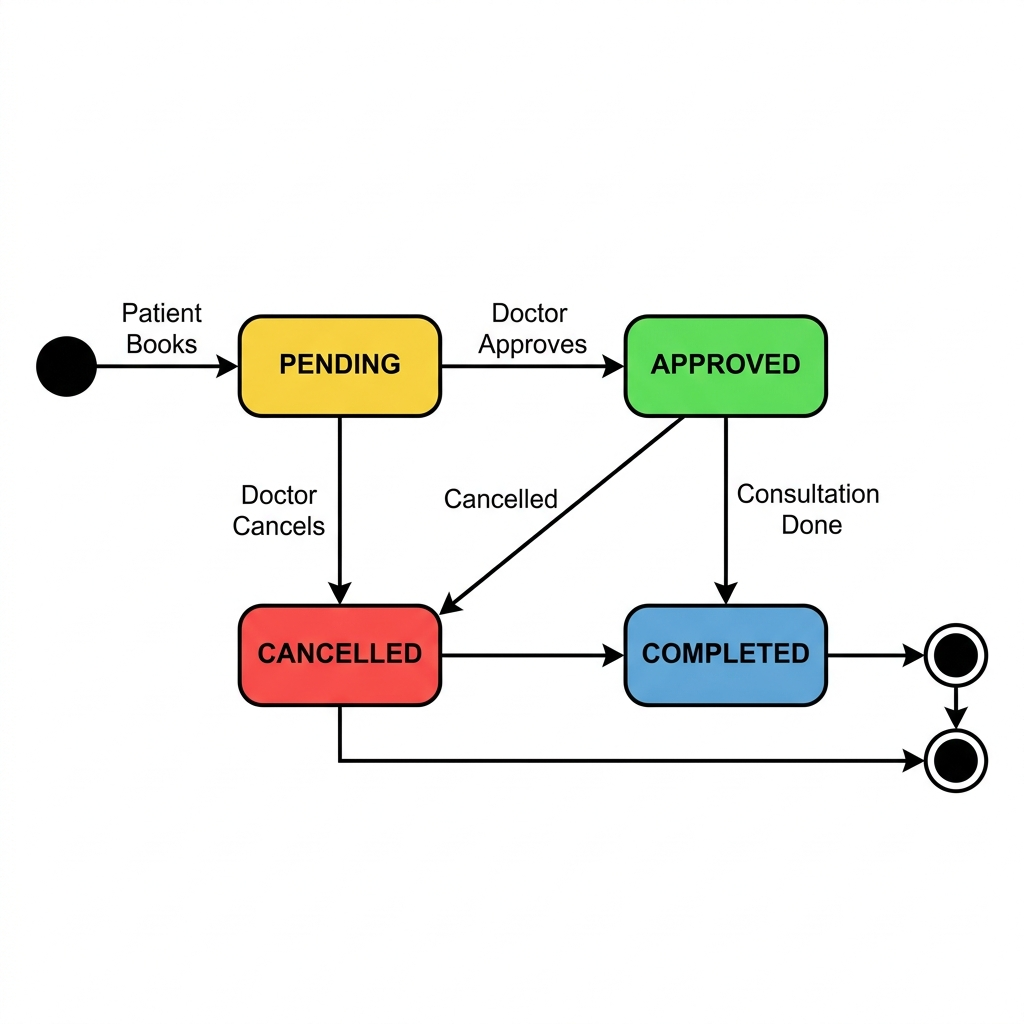 Patient
Books
Doctor
Approves
PENDING
APPROVED
Doctor
Cancels
Cancelled
Consultation
Done
CANCELLED
COMPLETED